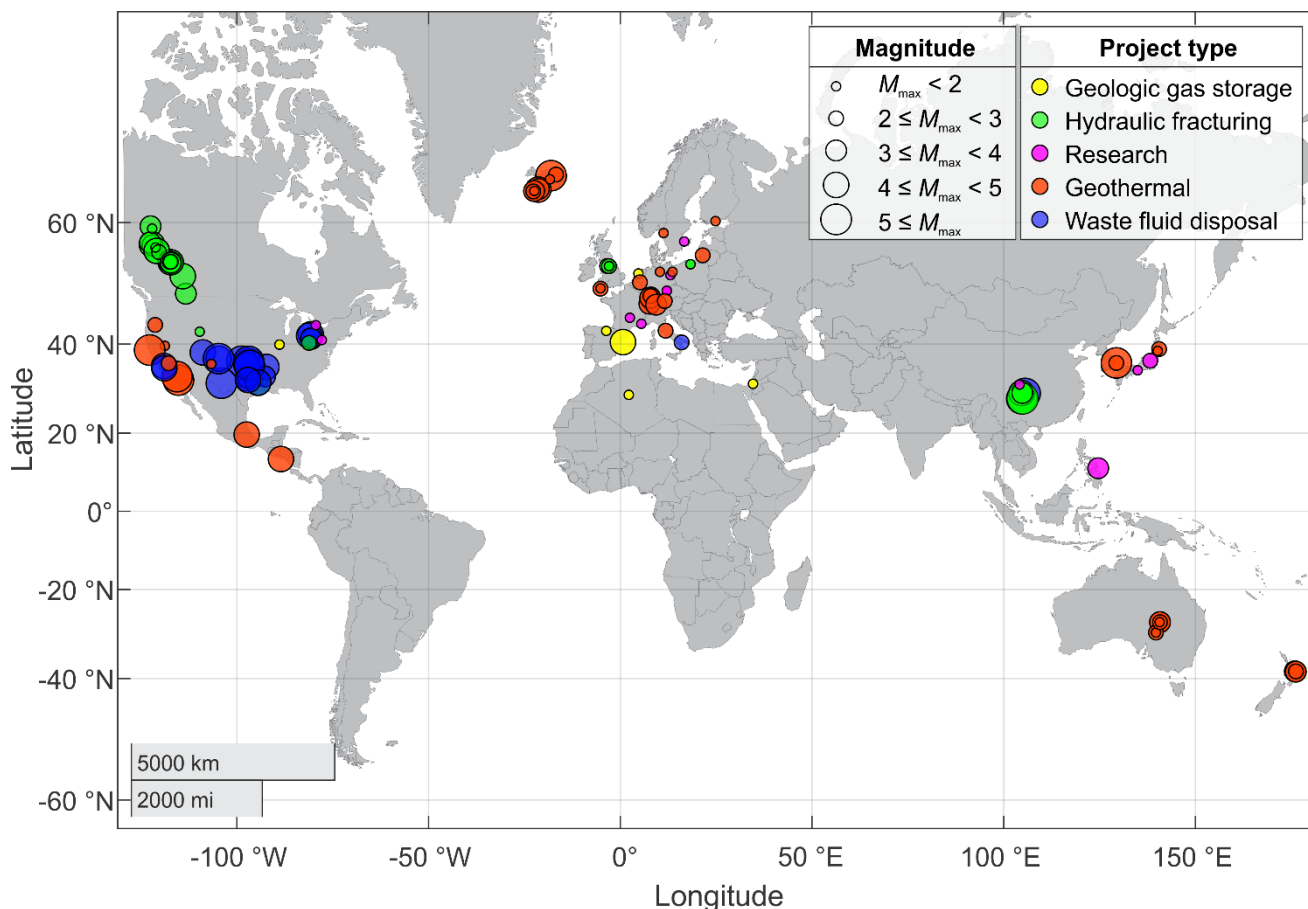 Magnitude
M_max < 2
2 ≤ M_max < 3
3 ≤ M_max < 4
4 ≤ M_max < 5
5 ≤ M_max
Project type
Geologic gas storage
Hydraulic fracturing
Research
Geothermal
Waste fluid disposal
Latitude
60 °N
40 °N
20 °N
0°
-20 °N
-40 °N
-60 °N
5000 km
2000 mi
-100 °W
-50 °W
0°
50 °E
100 °E
150 °E
Longitude